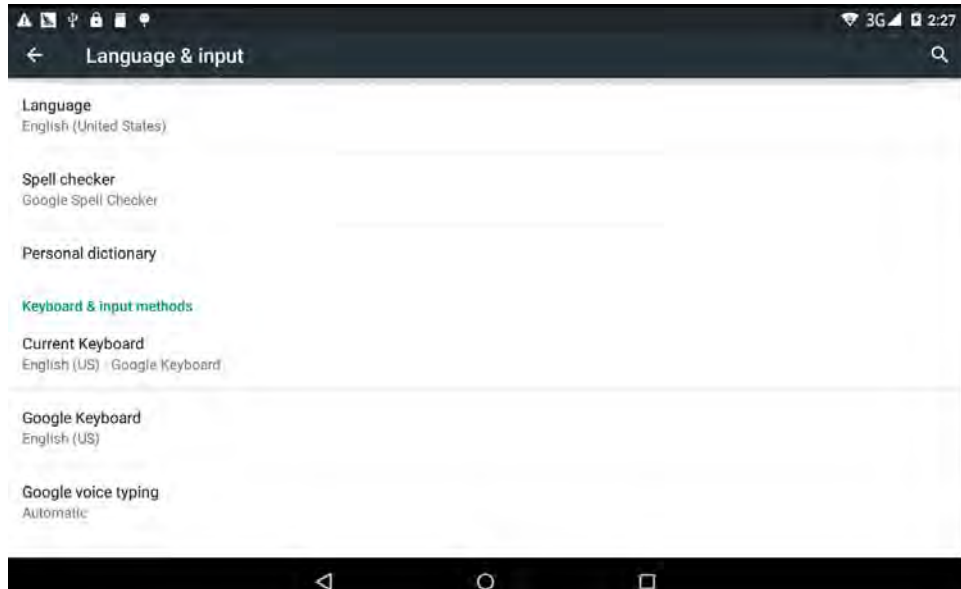 3G 2:27
Language & input
Language
English (United States)
Spell checker
Google Spell Checker
Personal dictionary
Keyboard & input methods
Current Keyboard
English (US) - Google Keyboard
Google Keyboard
English (US)
Google voice typing
Automatic